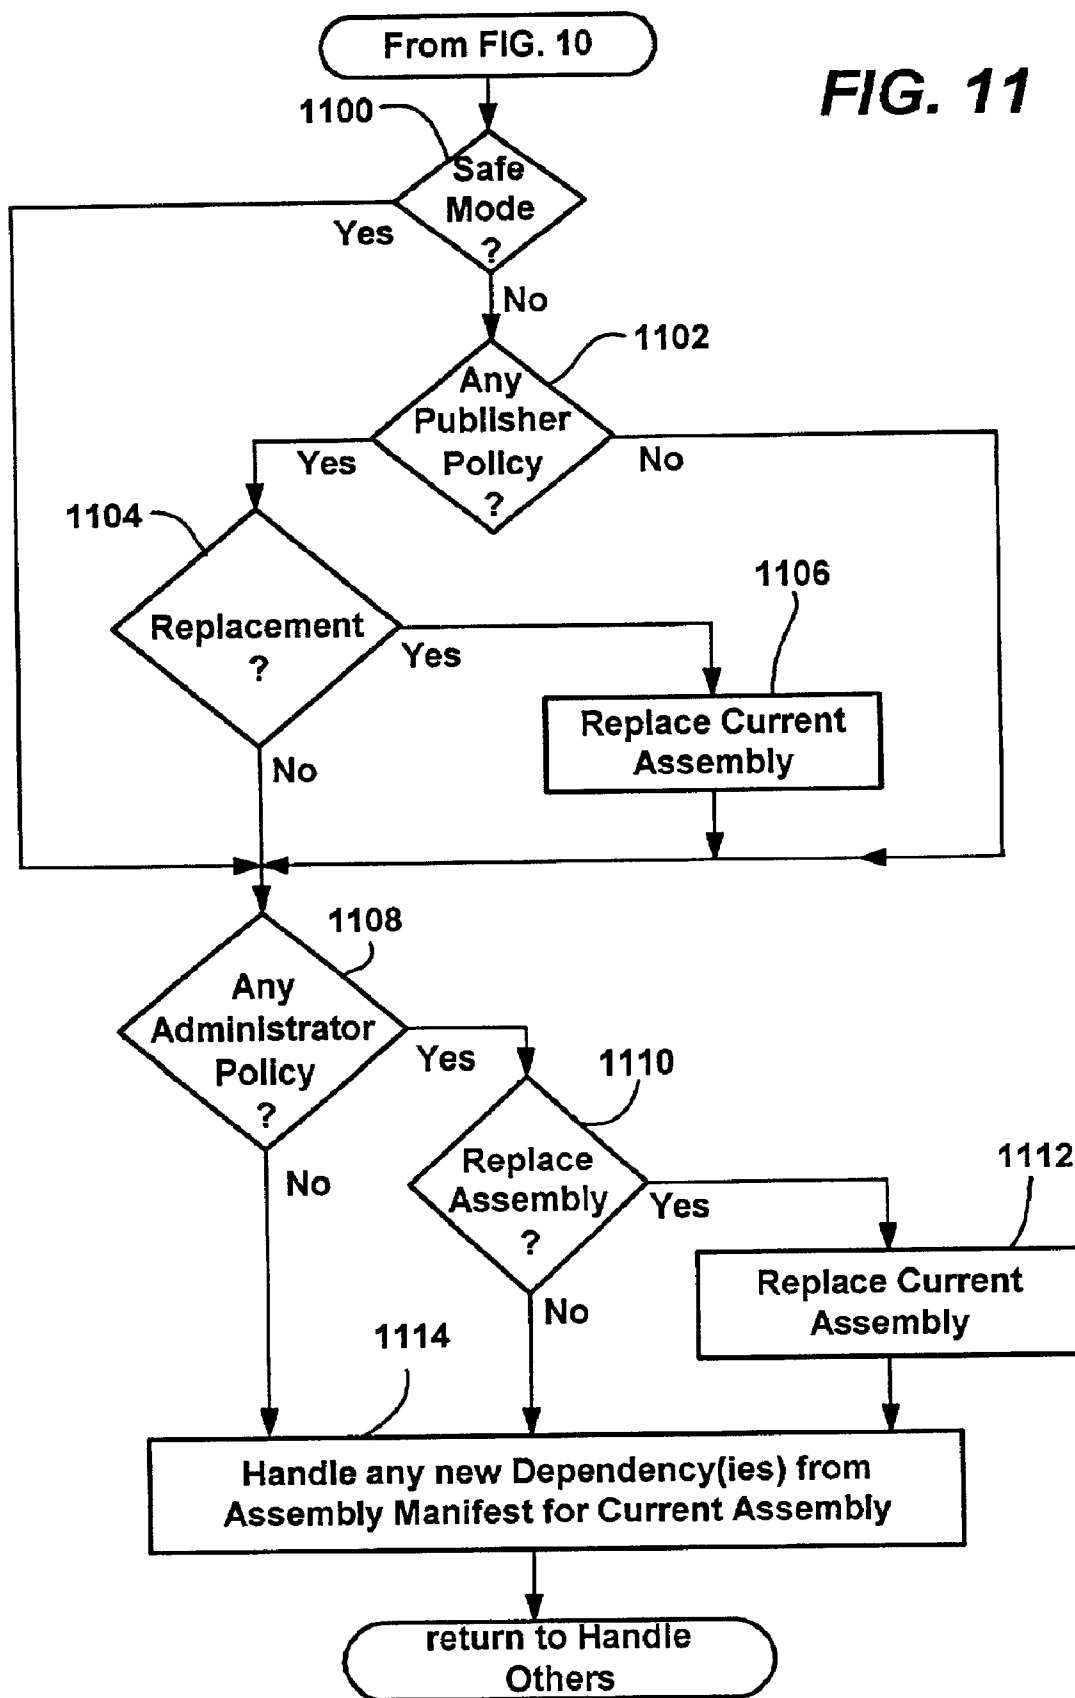 From FIG. 10
FIG. 11
1100
Safe
Mode
?
Yes
No
1102
Any
Publisher
Policy
?
Yes
No
1104
Replacement
?
Yes
1106
Replace Current
Assembly
No
1108
Any
Administrator
Policy
?
Yes
1110
No
Replace
Assembly
?
Yes
1112
Replace Current
Assembly
No
1114
Handle any new Dependency(ies) from
Assembly Manifest for Current Assembly
return to Handle
Others